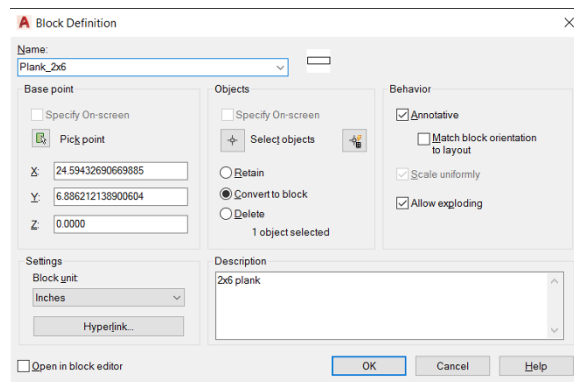 Block Definition
Name:
Plank_2x6
Base point
Specify On-screen
Pick point
X: 24.59432690669885
Y: 6.886212138900604
Z: 0.0000
Objects
Specify On-screen
Select objects
Retain
Convert to block
Delete
1 object selected
Behavior
Annotative
Match block orientation
to layout
Scale uniformly
Allow exploding
Settings
Block unit:
Inches
Hyperlink...
Description
2x6 plank
Open in block editor
OK Cancel Help